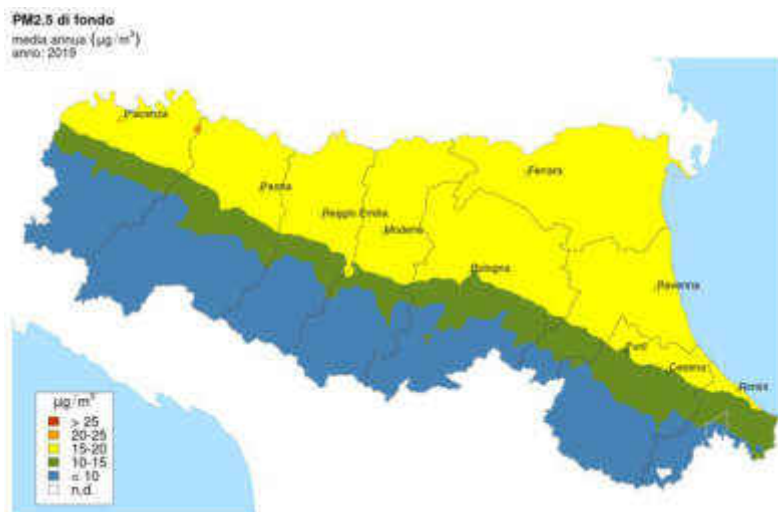 PM2.5 di fondo
media annua (µg/m³)
anno: 2019
Piacenza
Parma
Ferrara
Reggio Emilia
Modena
Bologna
Ravenna
Forlì
Cesena
Rimini
µg/m³
> 25
20-25
15-20
10-15
< 10
n.d.